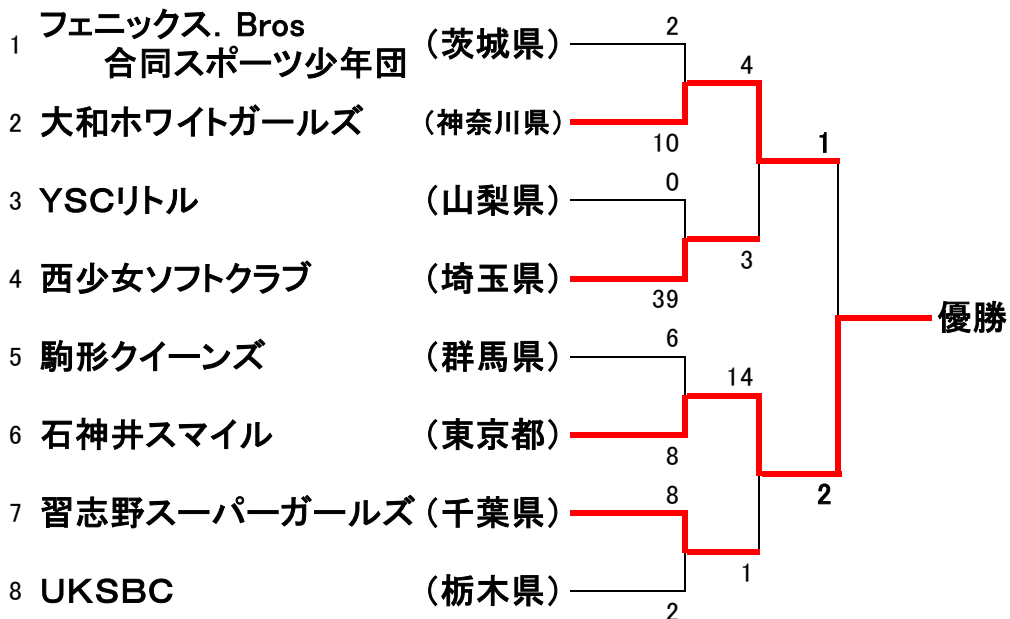 1 フェニックス. Bros
合同スポーツ少年団 (茨城県) 2
4
2 大和ホワイトガールズ (神奈川県) 10
1
3 YSCリトル (山梨県) 0
3
4 西少女ソフトクラブ (埼玉県) 39
優勝
5 駒形クイーンズ (群馬県) 6
14
6 石神井スマイル (東京都) 8
2
7 習志野スーパーガールズ (千葉県) 8
1
8 UKSBC (栃木県) 2